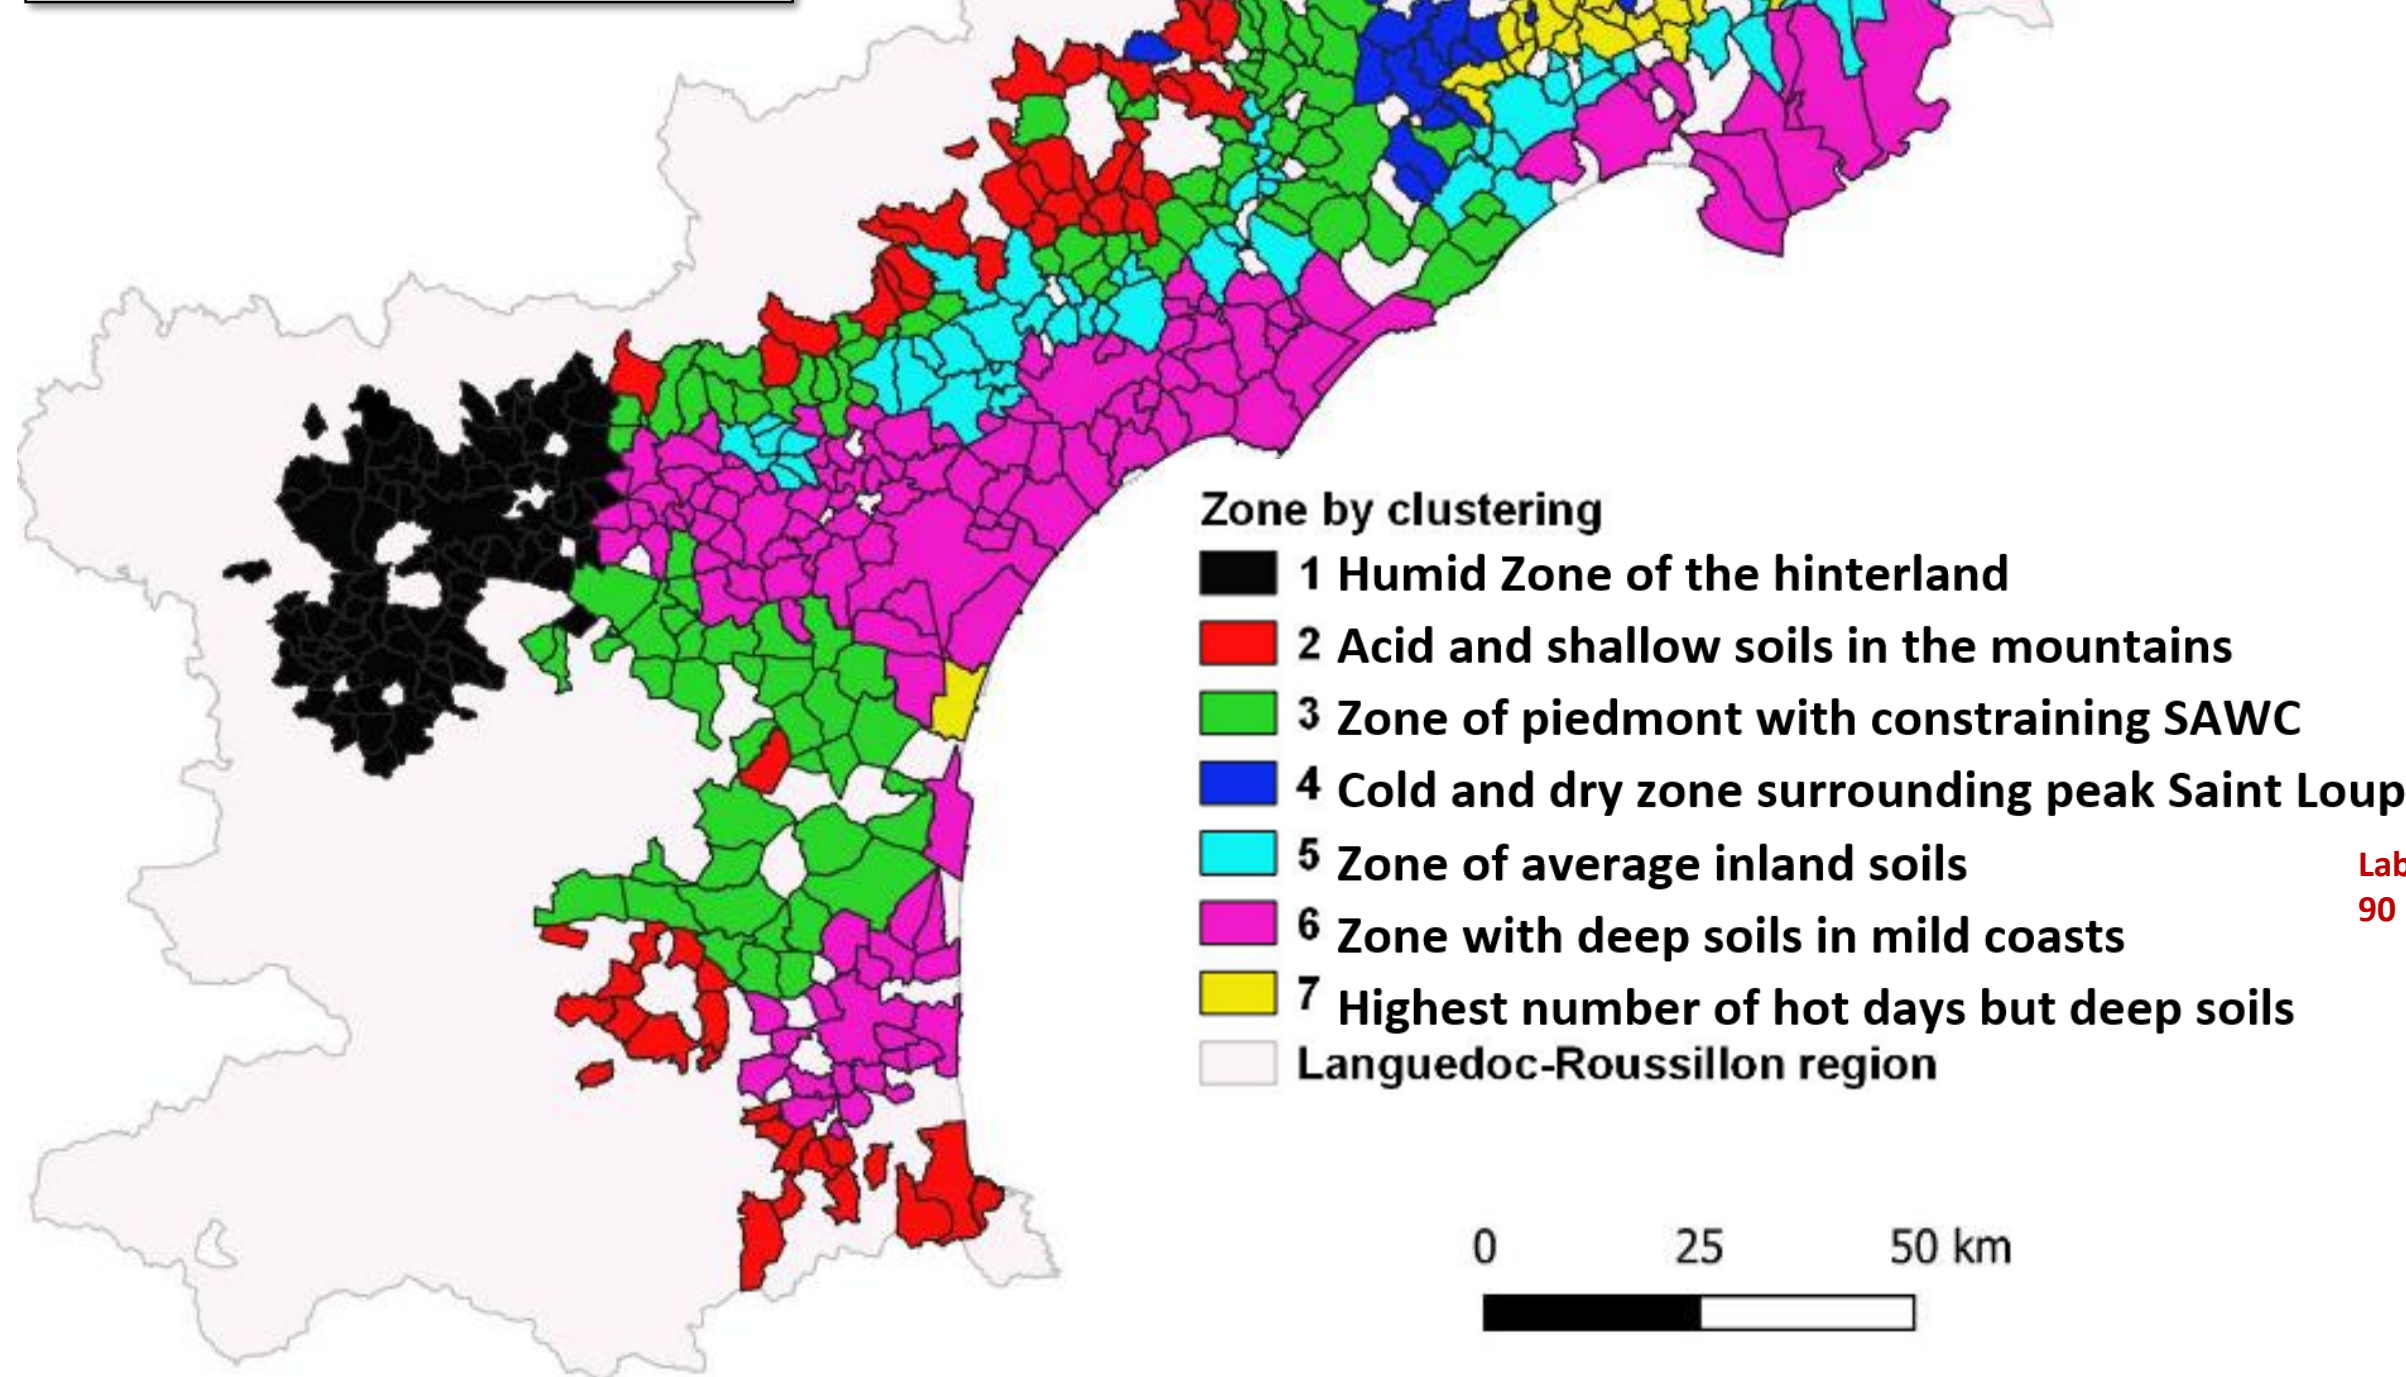 Zone by clustering
1 Humid Zone of the hinterland
2 Acid and shallow soils in the mountains
3 Zone of piedmont with constraining SAWC
4 Cold and dry zone surrounding peak Saint Loup
5 Zone of average inland soils
6 Zone with deep soils in mild coasts
7 Highest number of hot days but deep soils
Languedoc-Roussillon region
Lab
90
0 25 50 km